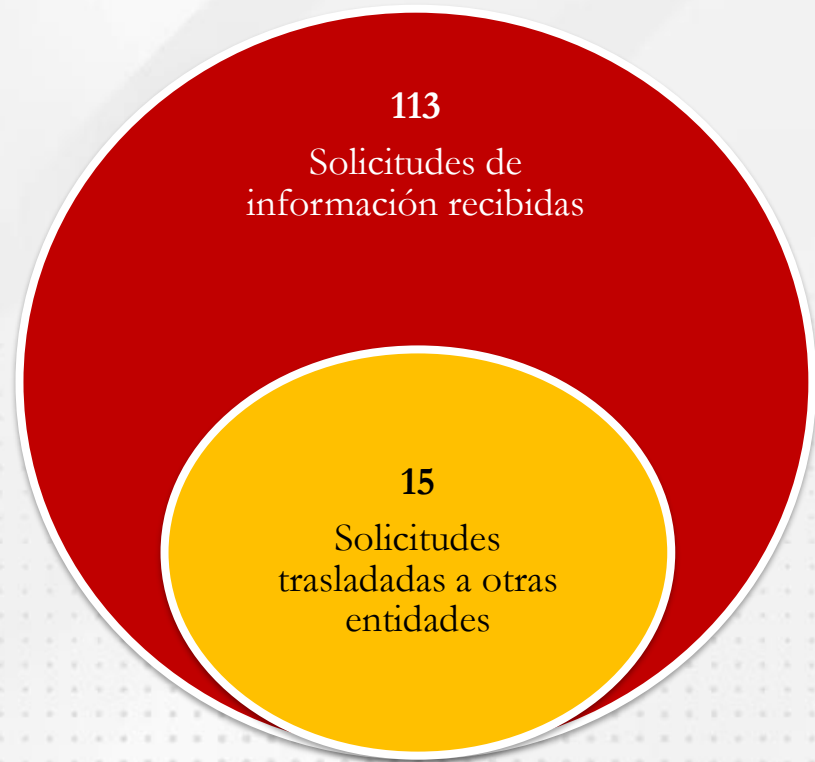 113
Solicitudes de
información recibidas
15
Solicitudes
trasladadas a otras
entidades